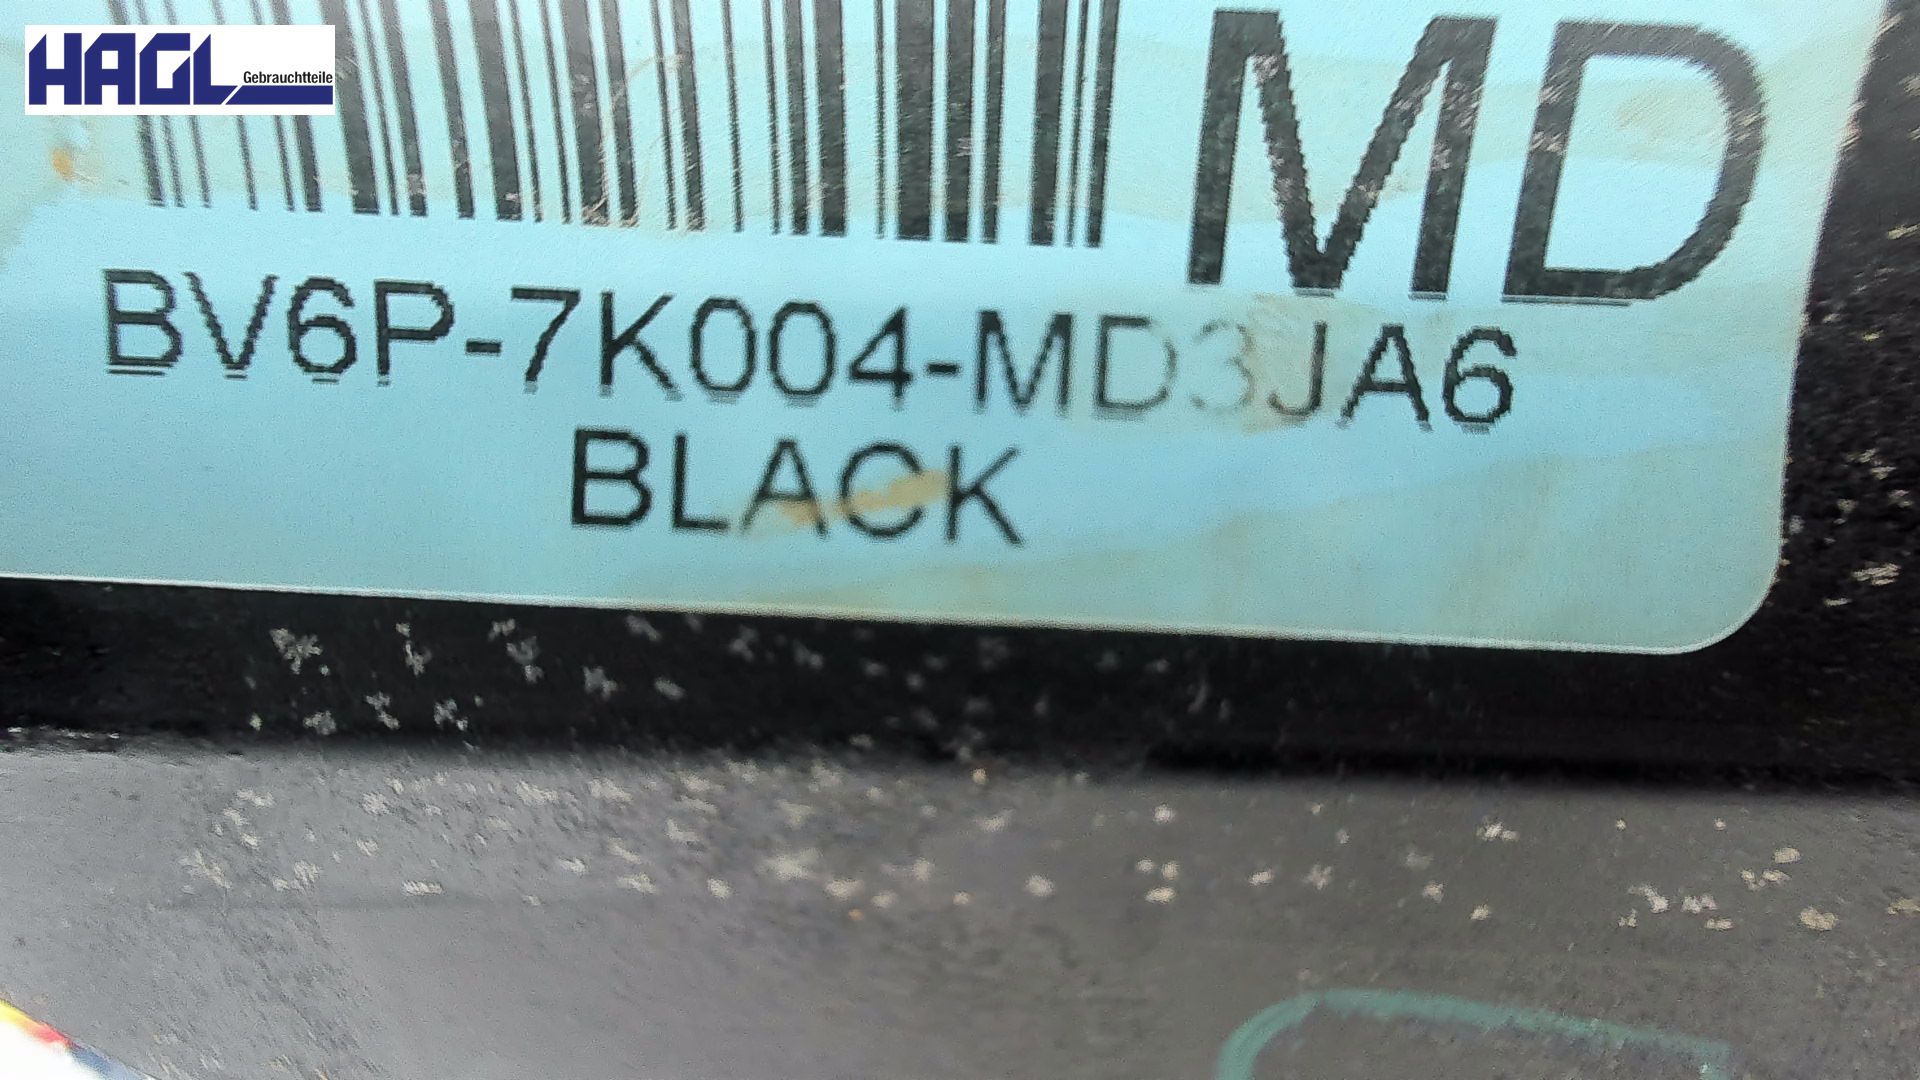 HAGL
Gebrauchtteile
MD
BV6P-7K004-MD3JA6
BLACK